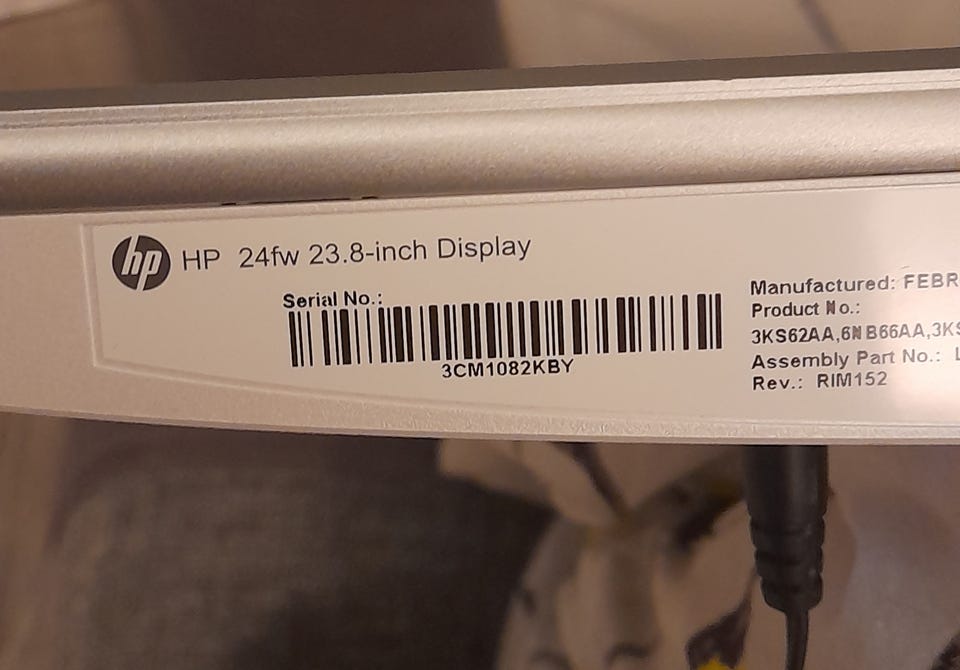 hp HP 24fw 23.8-inch Display
Serial No.:
3CM1082KBY
Manufactured: FEBR
Product No.:
3KS62AA,6NB66AA,3KS
Assembly Part No.: L
Rev.: RIM152